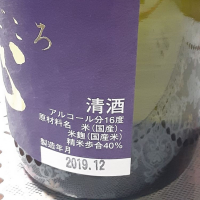 ころ
清酒
アルコール分16度
原材料名 米(国産)、
米麹(国産米)
精米歩合40%
製造年月
2019.12